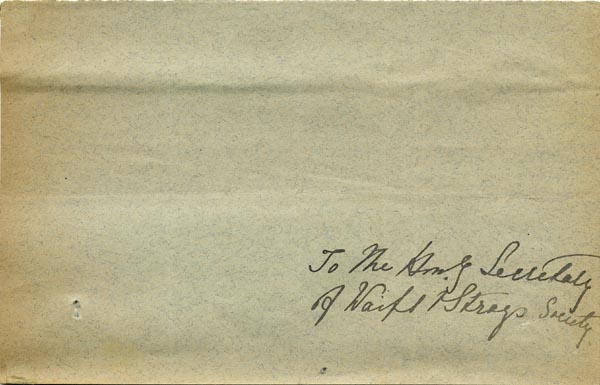 To The Hon.y Secretary
of Waifs & Strays Society.